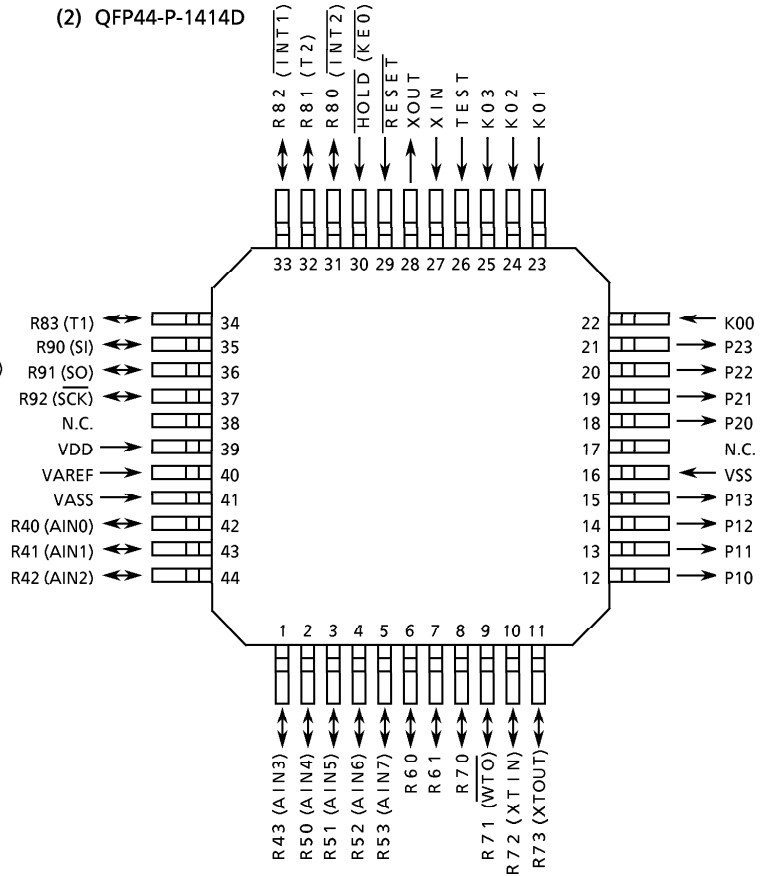 (2) QFP44-P-1414D
R82 (INT1)
R81 (T2)
R80 (INT2)
HOLD (KE0)
RESET
XOUT
XIN
TEST
K03
K02
K01
33 32 31 30 29 28 27 26 25 24 23
R83 (T1) 34
R90 (SI) 35
R91 (SO) 36
R92 (SCK) 37
N.C. 38
VDD 39
VAREF 40
VASS 41
R40 (AIN0) 42
R41 (AIN1) 43
R42 (AIN2) 44
22 K00
21 P23
20 P22
19 P21
18 P20
17 N.C.
16 VSS
15 P13
14 P12
13 P11
12 P10
1 2 3 4 5 6 7 8 9 10 11
R43 (AIN3)
R50 (AIN4)
R51 (AIN5)
R52 (AIN6)
R53 (AIN7)
R60
R61
R70
R71 (WTO)
R72 (XTIN)
R73 (XTOUT)
)